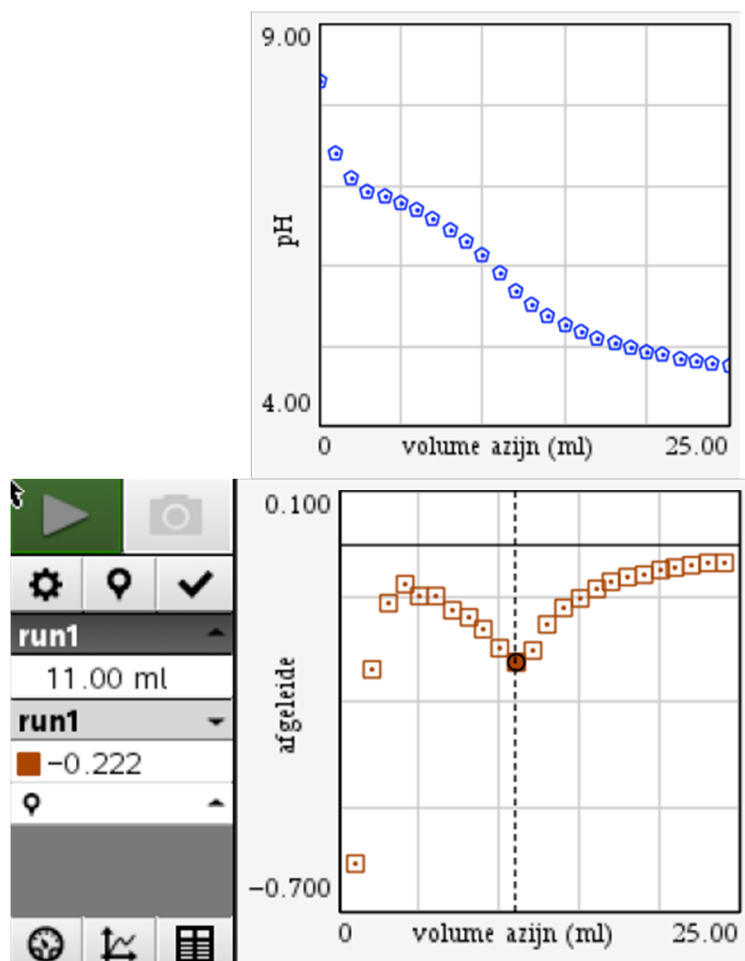 9.00
pH
4.00
0
volume azijn (ml)
25.00
0.100
run1
11.00 ml
run1
−0.222
afgeleide
−0.700
0
volume azijn (ml)
25.00